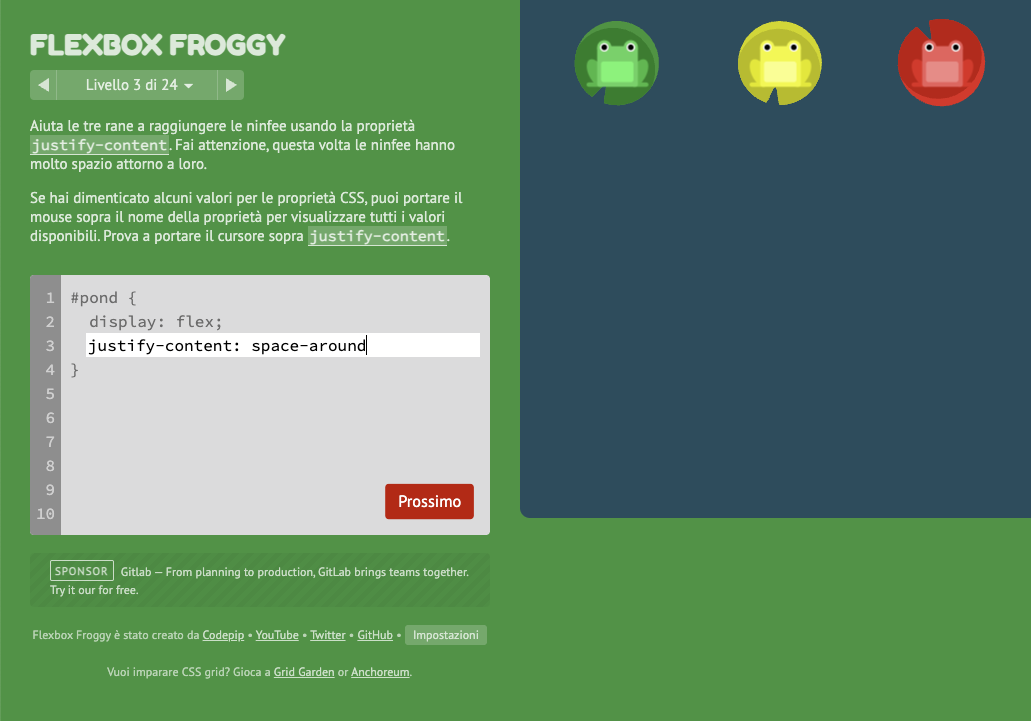 FLEXBOX FROGGY
Livello 3 di 24
Aiuta le tre rane a raggiungere le ninfee usando la proprietà
justify-content. Fai attenzione, questa volta le ninfee hanno
molto spazio attorno a loro.
Se hai dimenticato alcuni valori per le proprietà CSS, puoi portare il
mouse sopra il nome della proprietà per visualizzare tutti i valori
disponibili. Prova a portare il cursore sopra justify-content.
1 #pond {
2 display: flex;
3 justify-content: space-around
4 }
5
6
7
8
9
10
Prossimo
SPONSOR Gitlab — From planning to production, GitLab brings teams together.
Try it our for free.
Flexbox Froggy è stato creato da Codepip • YouTube • Twitter • GitHub • Impostazioni
Vuoi imparare CSS grid? Gioca a Grid Garden or Anchoreum.